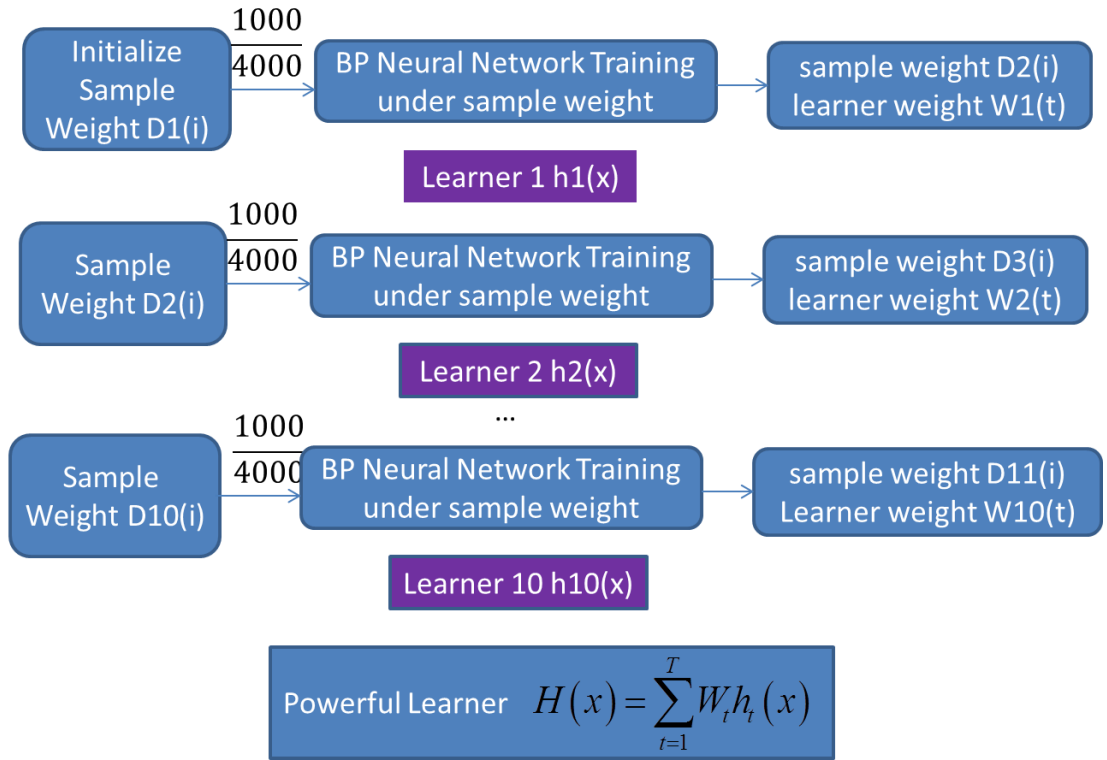 Initialize
Sample
Weight D1(i)
1000
4000
BP Neural Network Training
under sample weight
sample weight D2(i)
learner weight W1(t)
Learner 1 h1(x)
Sample
Weight D2(i)
1000
4000
BP Neural Network Training
under sample weight
sample weight D3(i)
learner weight W2(t)
Learner 2 h2(x)
...
Sample
Weight D10(i)
1000
4000
BP Neural Network Training
under sample weight
sample weight D11(i)
Learner weight W10(t)
Learner 10 h10(x)
Powerful Learner H(x) = ∑_{t=1}^{T} W_t h_t(x)